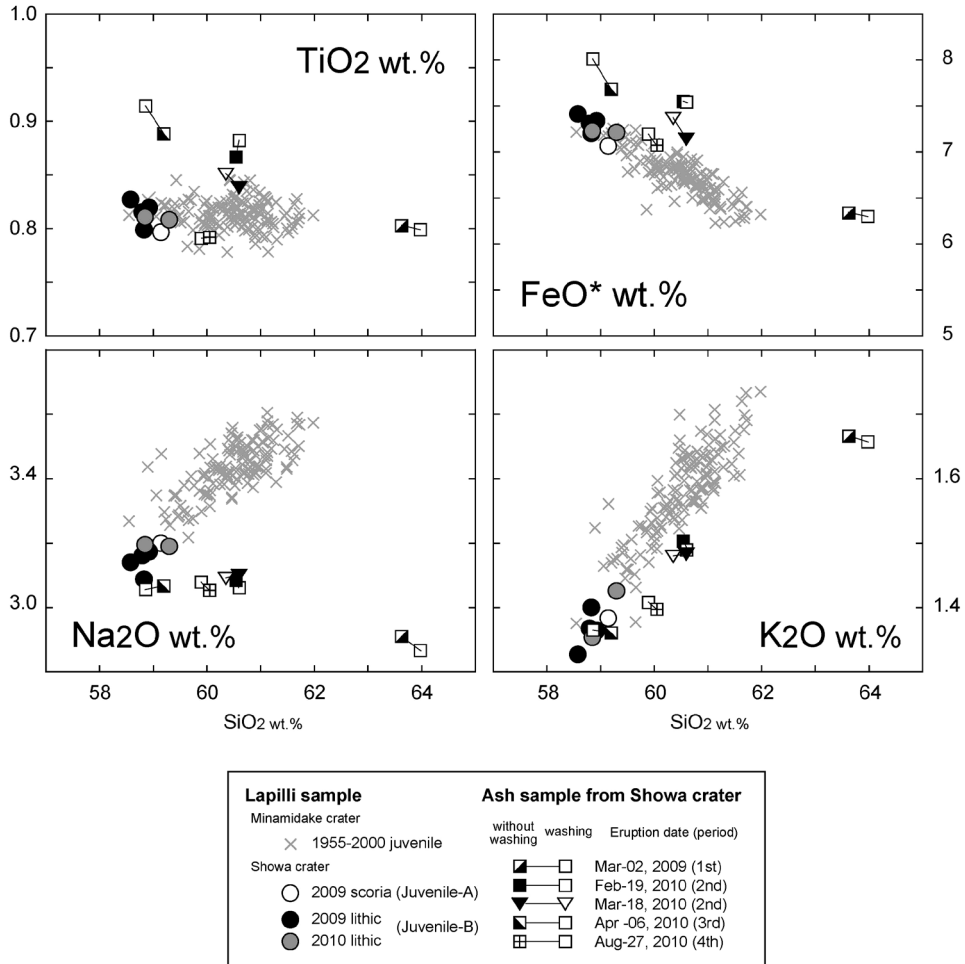 1.0
TiO2 wt.%
8
0.9
7
0.8
6
FeO* wt.%
0.7
5
3.4
1.6
3.0
1.4
Na2O wt.%
K2O wt.%
58 60 62 64
58 60 62 64
SiO2 wt.%
SiO2 wt.%
Lapilli sample
Minamidake crater
1955-2000 juvenile
Showa crater
2009 scoria (Juvenile-A)
2009 lithic
(Juvenile-B)
2010 lithic
Ash sample from Showa crater
without washing
washing
Eruption date (period)
Mar-02, 2009 (1st)
Feb-19, 2010 (2nd)
Mar-18, 2010 (2nd)
Apr -06, 2010 (3rd)
Aug-27, 2010 (4th)